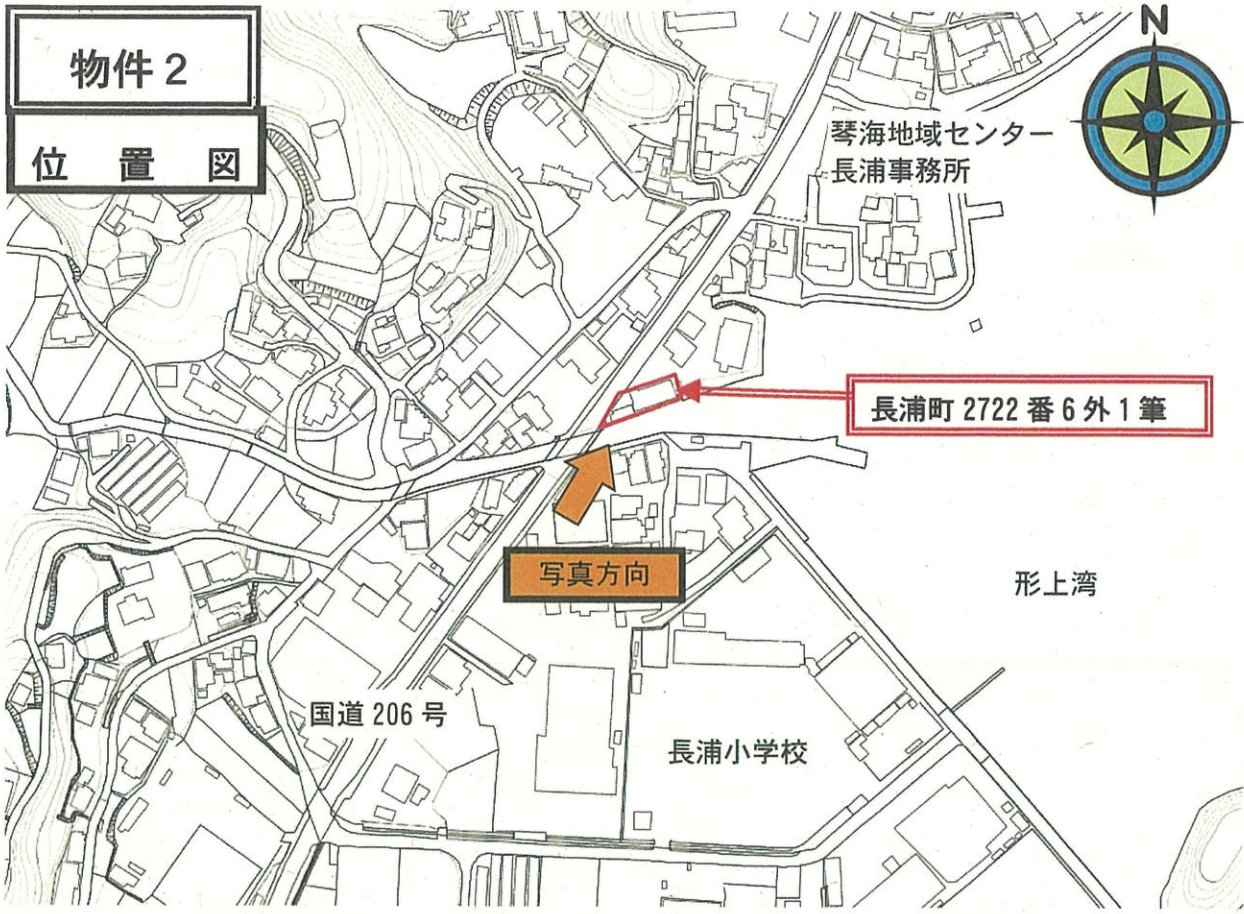 物件2
位置図
N
琴海地域センター
長浦事務所
長浦町 2722 番 6 外 1 筆
写真方向
形上湾
国道 206 号
長浦小学校